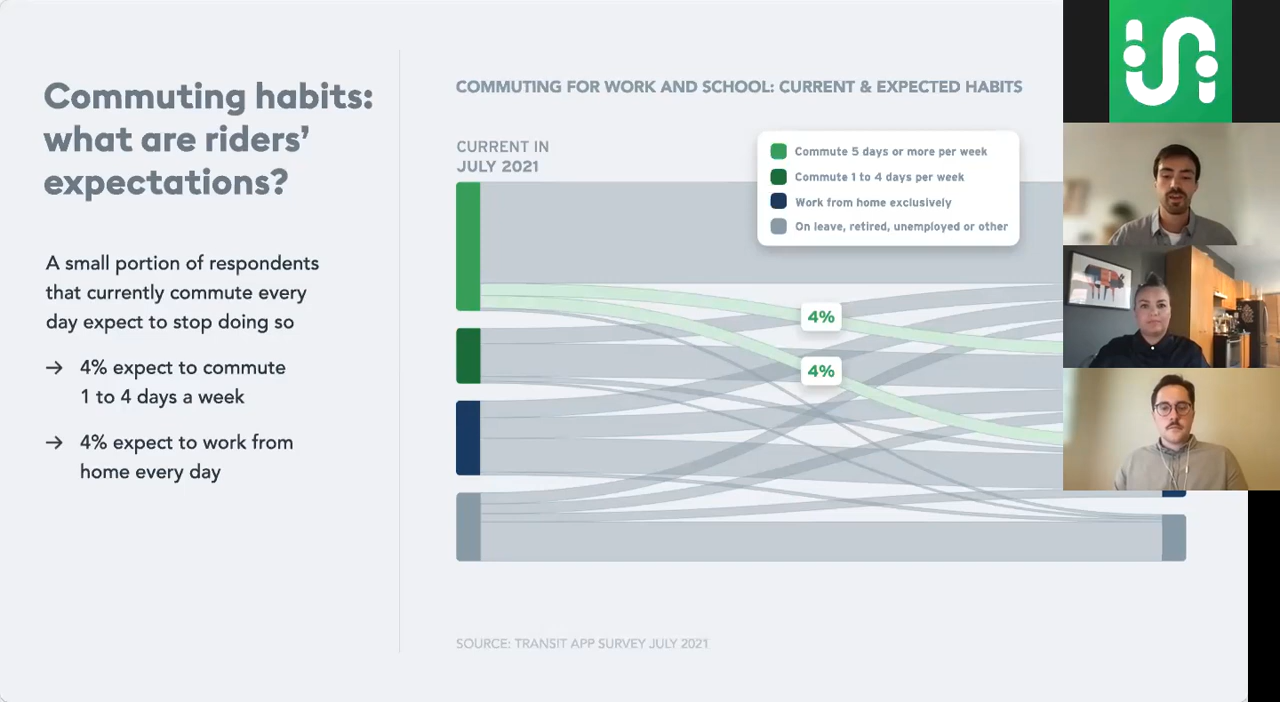 Commuting habits:
what are riders’
expectations?
A small portion of respondents
that currently commute every
day expect to stop doing so
→ 4% expect to commute
1 to 4 days a week
→ 4% expect to work from
home every day
COMMUTING FOR WORK AND SCHOOL: CURRENT & EXPECTED HABITS
CURRENT IN
JULY 2021
Commute 5 days or more per week
Commute 1 to 4 days per week
Work from home exclusively
On leave, retired, unemployed or other
4%
4%
SOURCE: TRANSIT APP SURVEY JULY 2021